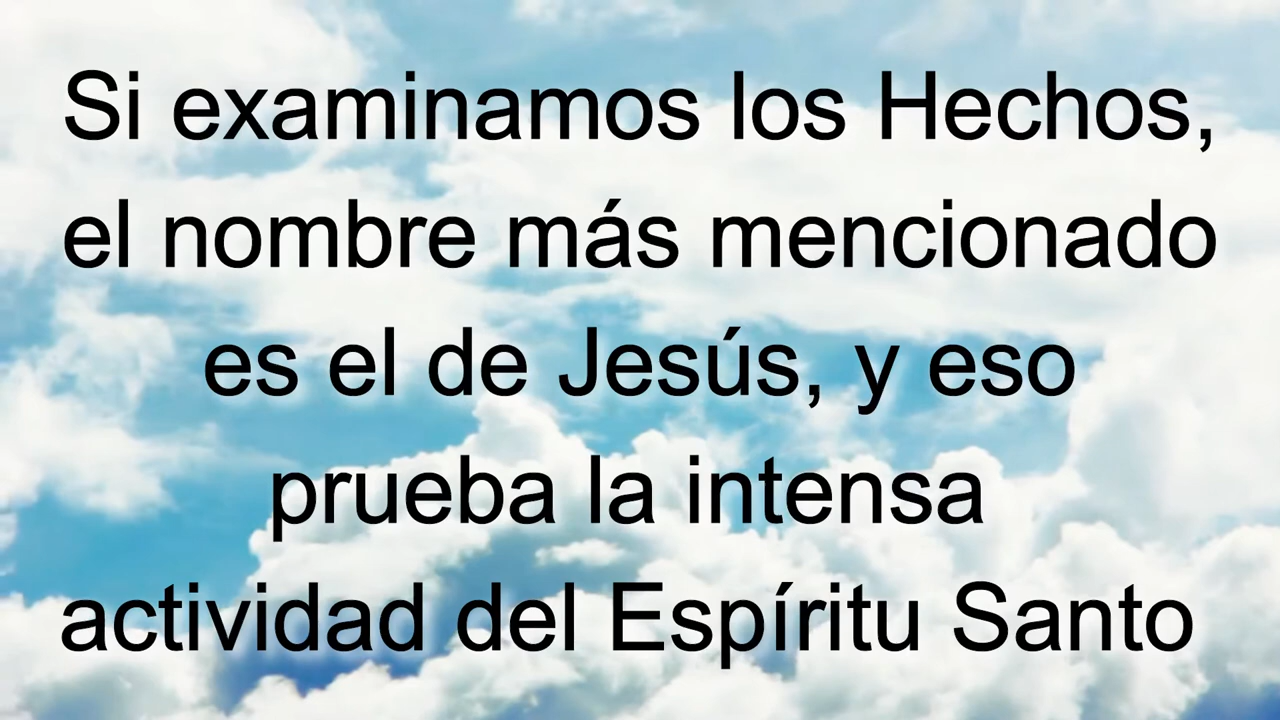 Si examinamos los Hechos,
el nombre más mencionado
es el de Jesús, y eso
prueba la intensa
actividad del Espíritu Santo